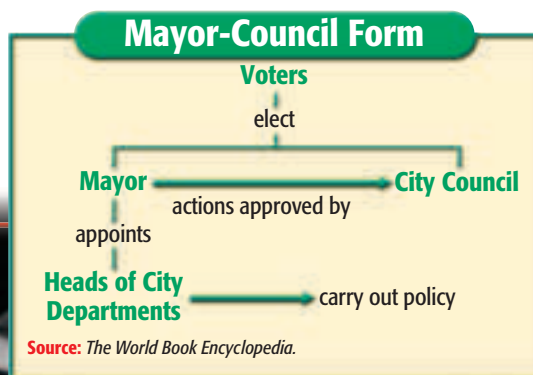 Mayor-Council Form
Voters
elect
Mayor
City Council
actions approved by
appoints
Heads of City
Departments
carry out policy
Source: The World Book Encyclopedia.